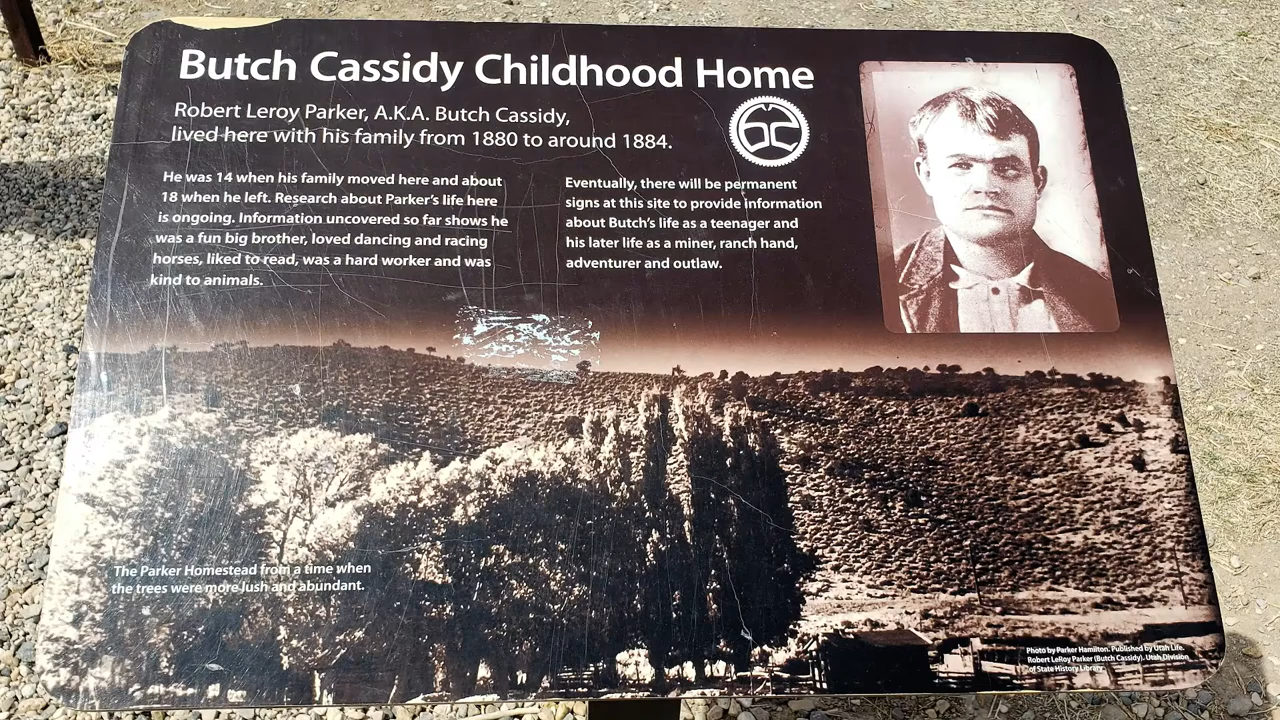 Butch Cassidy Childhood Home
Robert Leroy Parker, A.K.A. Butch Cassidy,
lived here with his family from 1880 to around 1884.
He was 14 when his family moved here and about
18 when he left. Research about Parker's life here
is ongoing. Information uncovered so far shows he
was a fun big brother, loved dancing and racing
horses, liked to read, was a hard worker and was
kind to animals.
Eventually, there will be permanent
signs at this site to provide information
about Butch's life as a teenager and
his later life as a miner, ranch hand,
adventurer and outlaw.
The Parker Homestead from a time when
the trees were more lush and abundant.
Photo by Parker Hamilton. Published by Utah Life.
Robert LeRoy Parker (Butch Cassidy). Utah Division
of State History Library.